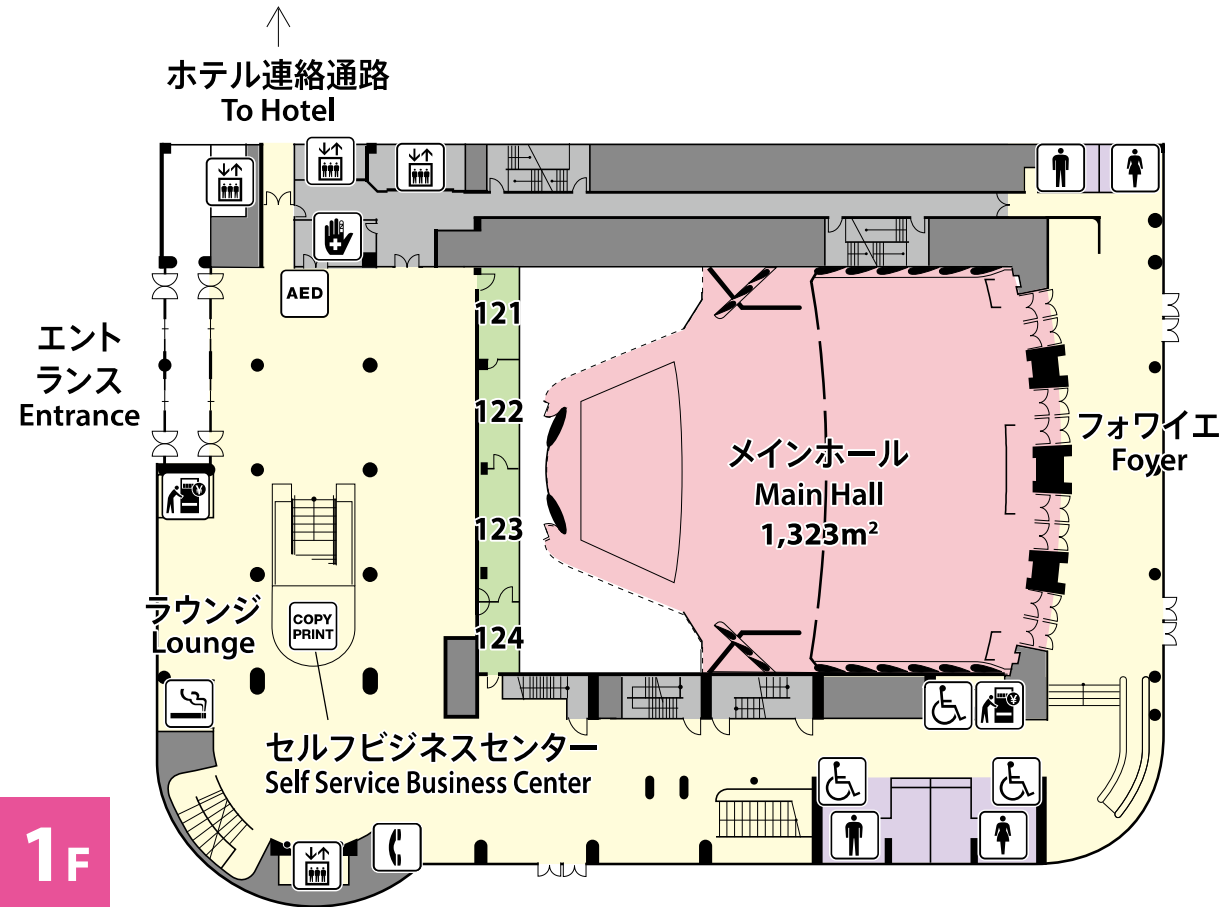 ホテル連絡通路
To Hotel
AED
エント
ランス
Entrance
121
122
123
124
メインホール
Main Hall
1,323m²
フォワイエ
Foyer
¥
ラウンジ
Lounge
COPY
PRINT
¥
セルフビジネスセンター
Self Service Business Center
1F